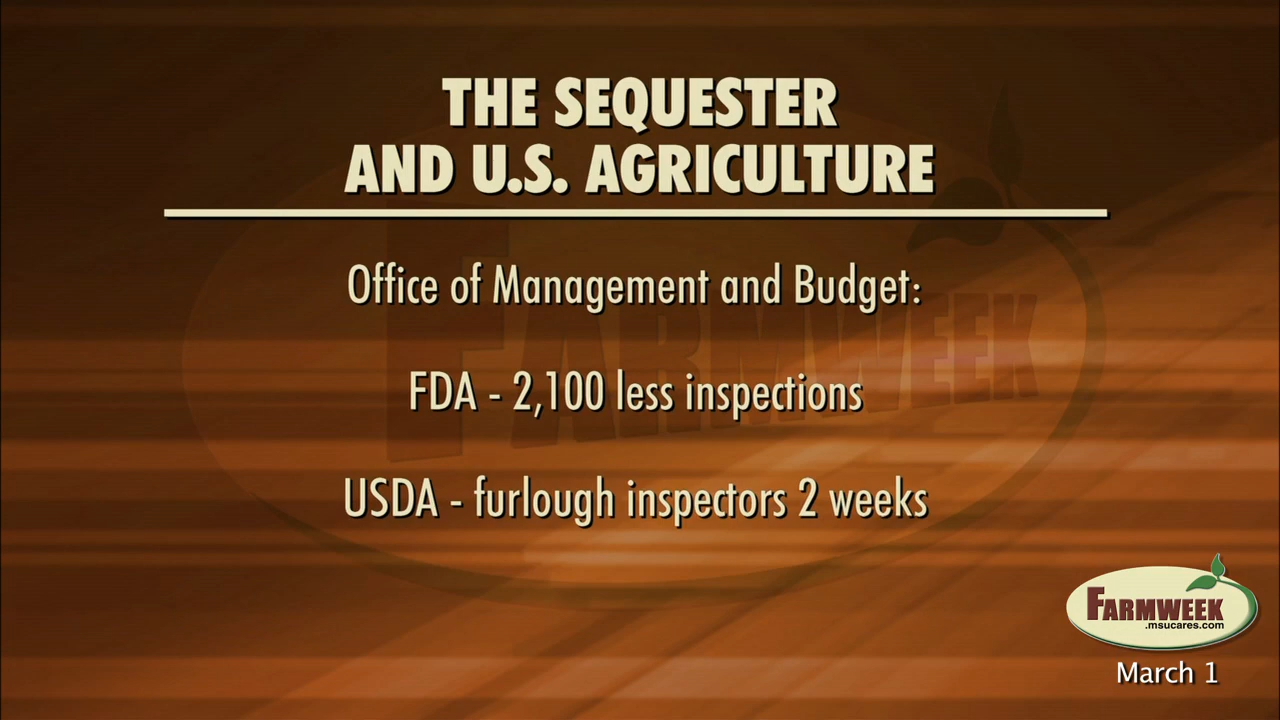 THE SEQUESTER
AND U.S. AGRICULTURE
Office of Management and Budget:
FDA - 2,100 less inspections
USDA - furlough inspectors 2 weeks
FARMWEEK
FARMWEEK
.msucares.com
March 1